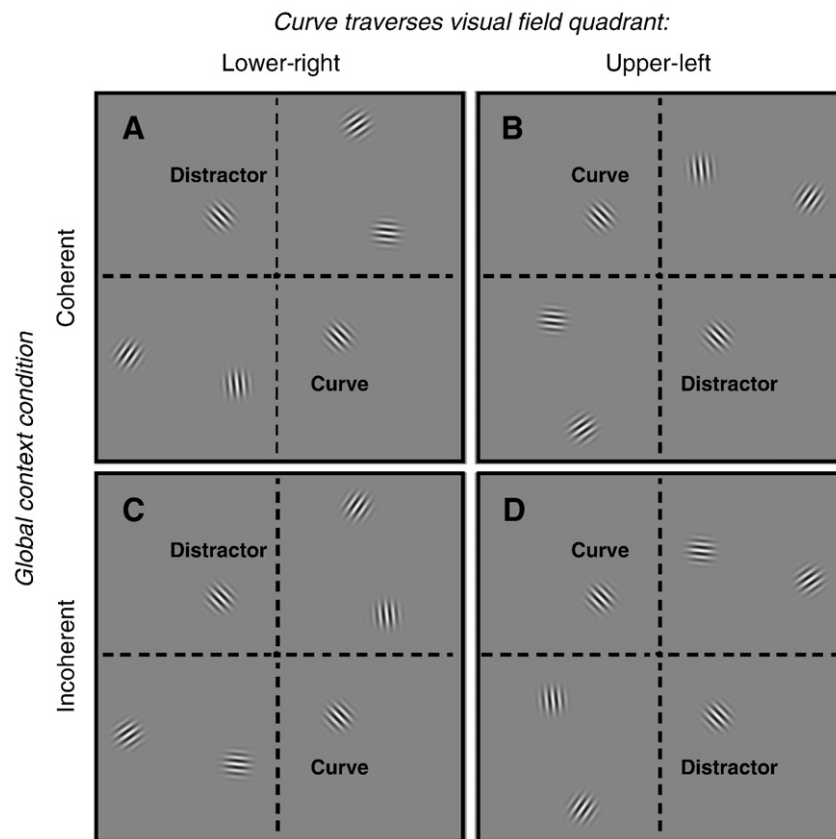 Curve traverses visual field quadrant:
Lower-right
Upper-left
Global context condition
Coherent
A
Distractor
Curve
B
Curve
Distractor
Incoherent
C
Distractor
Curve
D
Curve
Distractor